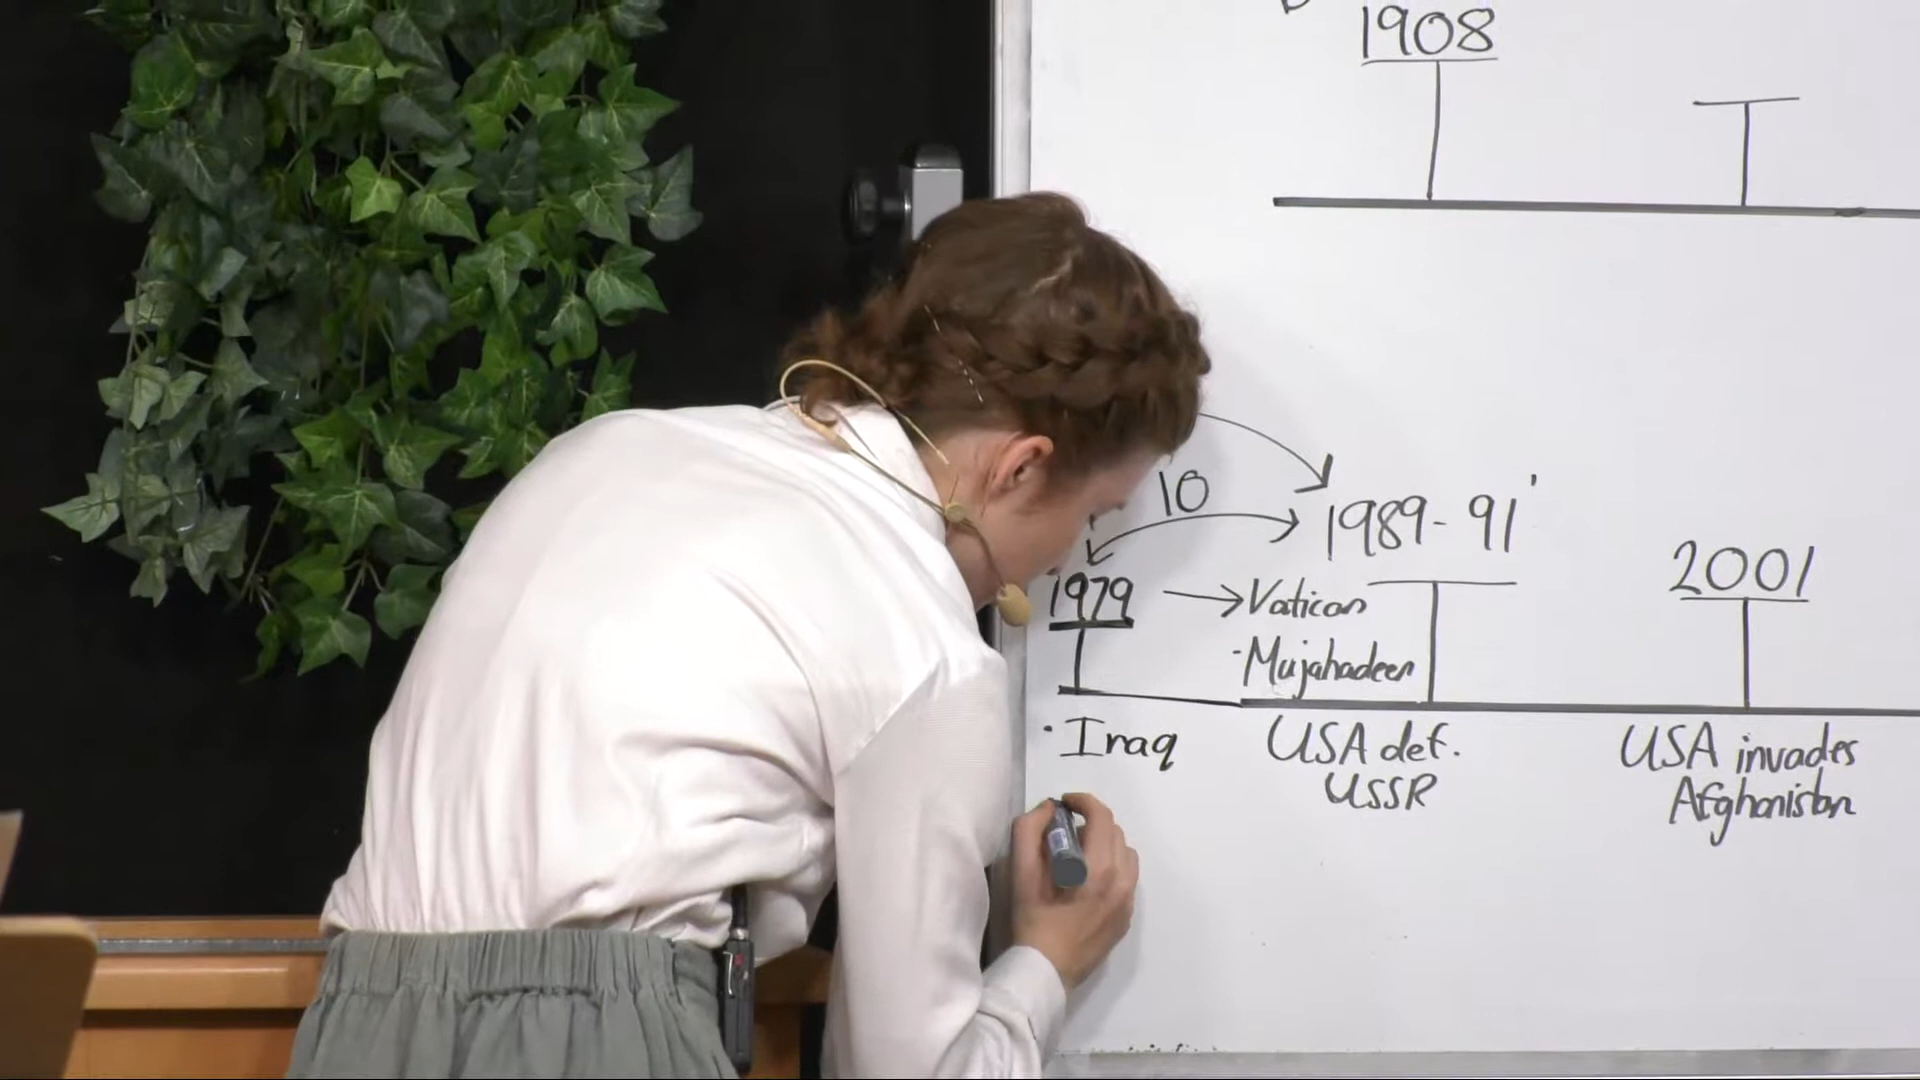 1908
10
1989-91'
1979 → Vatican
2001
·Mujahadeen
·Iraq
USA def.
USSR
USA invades
Afghanistan